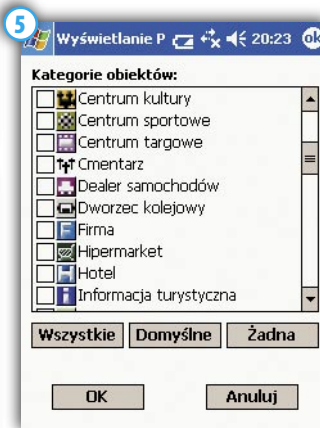 5
Wyświetlanie P 20:23 ok
Kategorie obiektów:
Centrum kultury
Centrum sportowe
Centrum targowe
Cmentarz
Dealer samochodów
Dworzec kolejowy
Firma
Hipermarket
Hotel
Informacja turystyczna
Wszystkie Domyślne Żadna
OK Anuluj